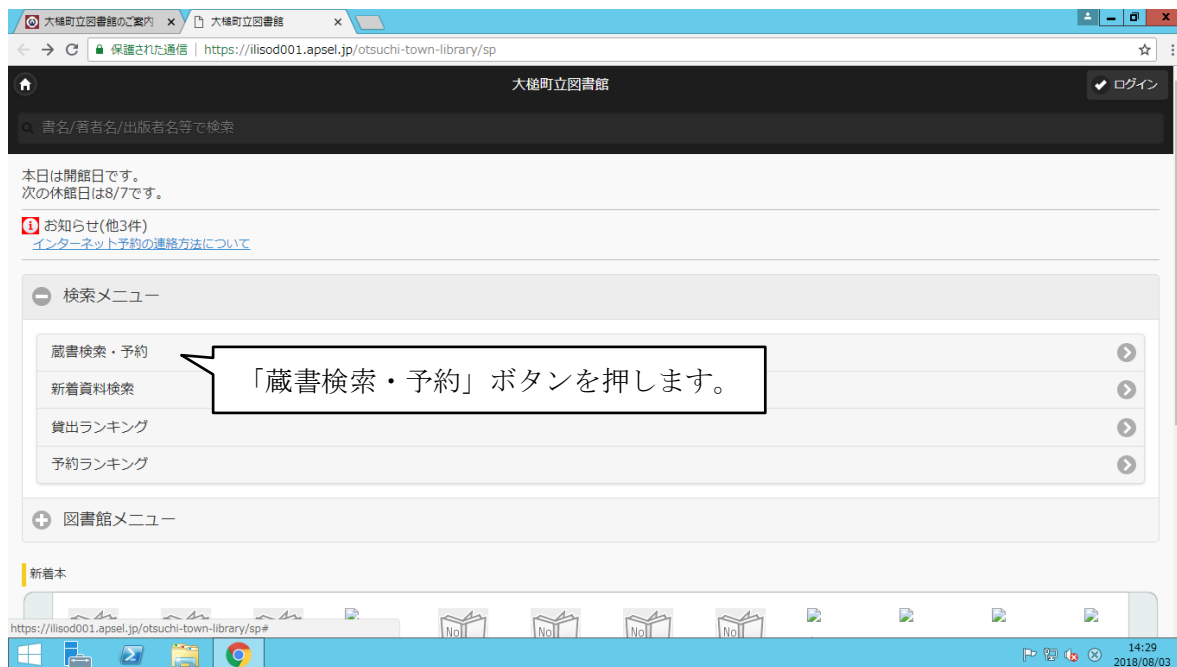 大槌町立図書館のご案内
大槌町立図書館
保護された通信 | https://ilisod001.apsel.jp/otsuchi-town-library/sp
大槌町立図書館
ログイン
書名/著者名/出版者名等で検索
本日は開館日です。
次の休館日は8/7です。
お知らせ(他3件)
インターネット予約の連絡方法について
検索メニュー
蔵書検索・予約
「蔵書検索・予約」ボタンを押します。
新着資料検索
貸出ランキング
予約ランキング
図書館メニュー
新着本
No
No
No
No
https://ilisod001.apsel.jp/otsuchi-town-library/sp#
14:29
2018/08/03